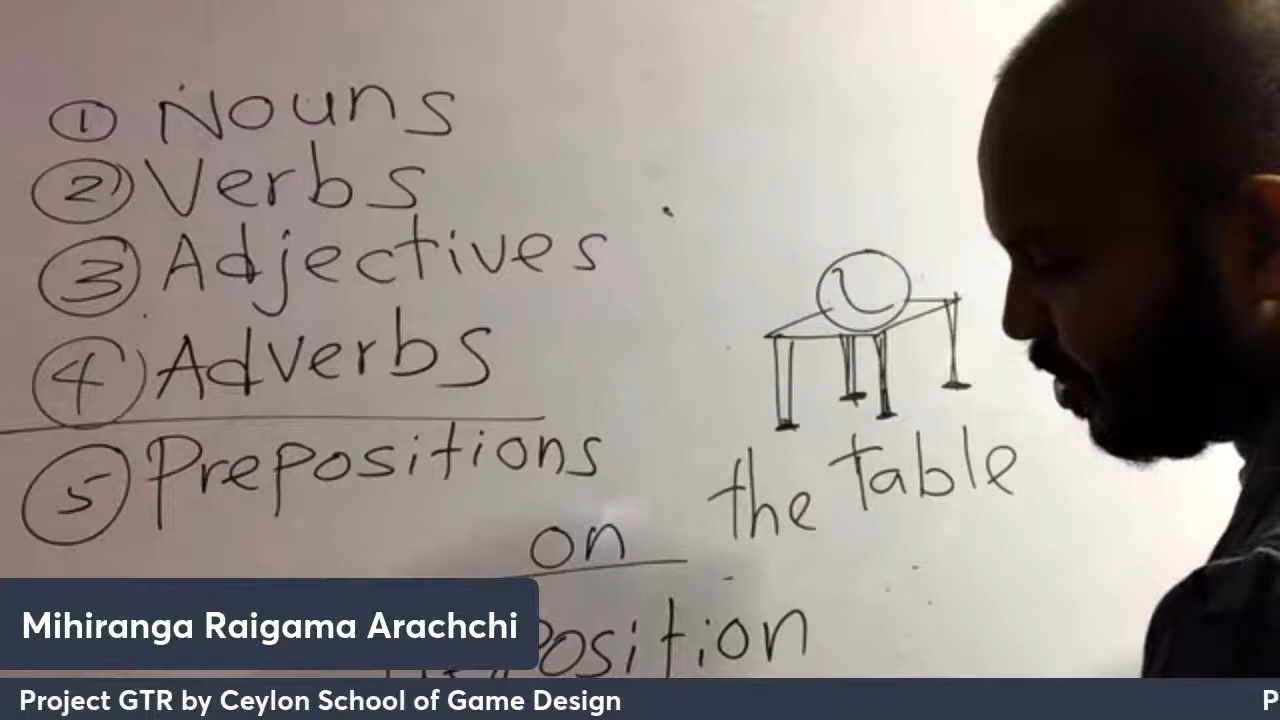 1 Nouns
2 Verbs
3 Adjectives
4 Adverbs
5 Prepositions
on the table
position
Mihiranga Raigama Arachchi
Project GTR by Ceylon School of Game Design
P